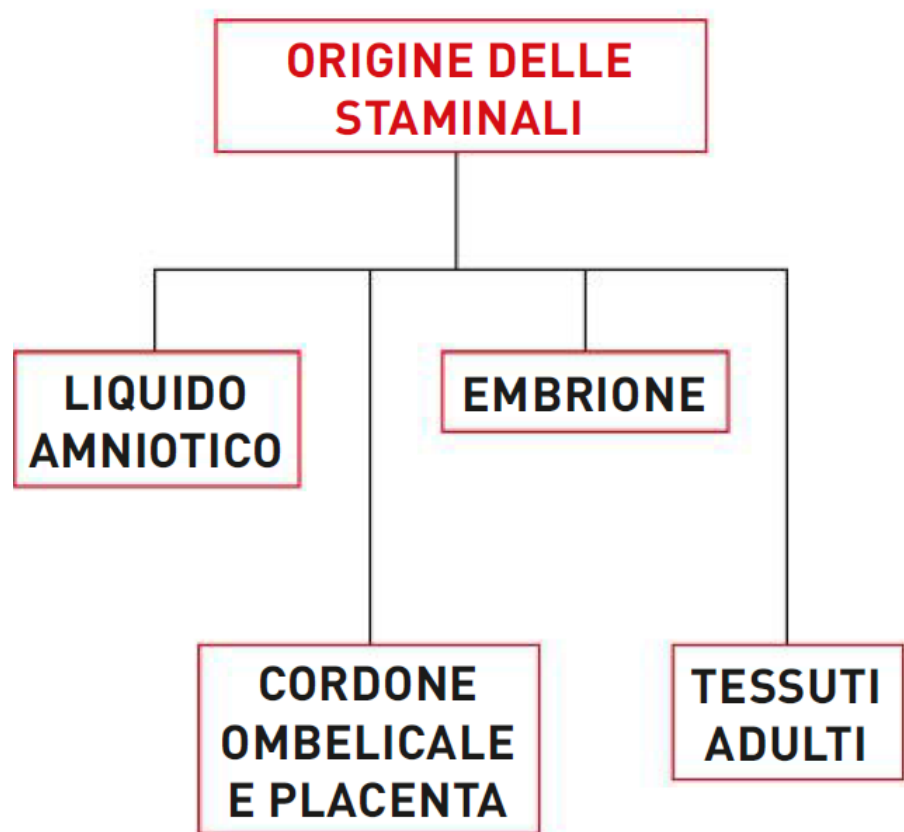 ORIGINE DELLE
STAMINALI
LIQUIDO
AMNIOTICO
EMBRIONE
CORDONE
OMBELICALE
E PLACENTA
TESSUTI
ADULTI